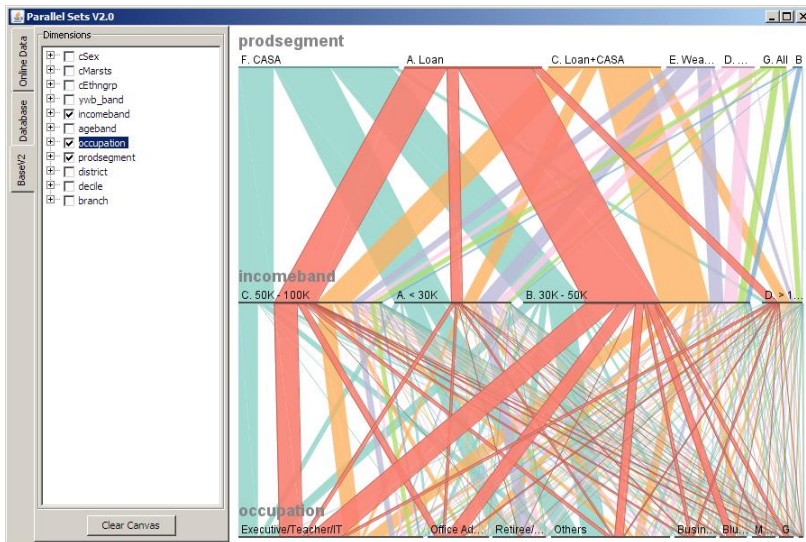 Parallel Sets V2.0
Online Data
Database
BaseV2
Dimensions
cSex
cMarsts
cEthngrp
ywb_band
incomeband
ageband
occupation
prodsegment
district
decile
branch
Clear Canvas
prodsegment
F. CASA A. Loan C. Loan+CASA E. Wea... D. ... G. All B
incomeband
C. 50K - 100K A. < 30K B. 30K - 50K D. > 1...
occupation
Executive/Teacher/IT Office Ad... Retiree/... Others Busin... Blu... M... G